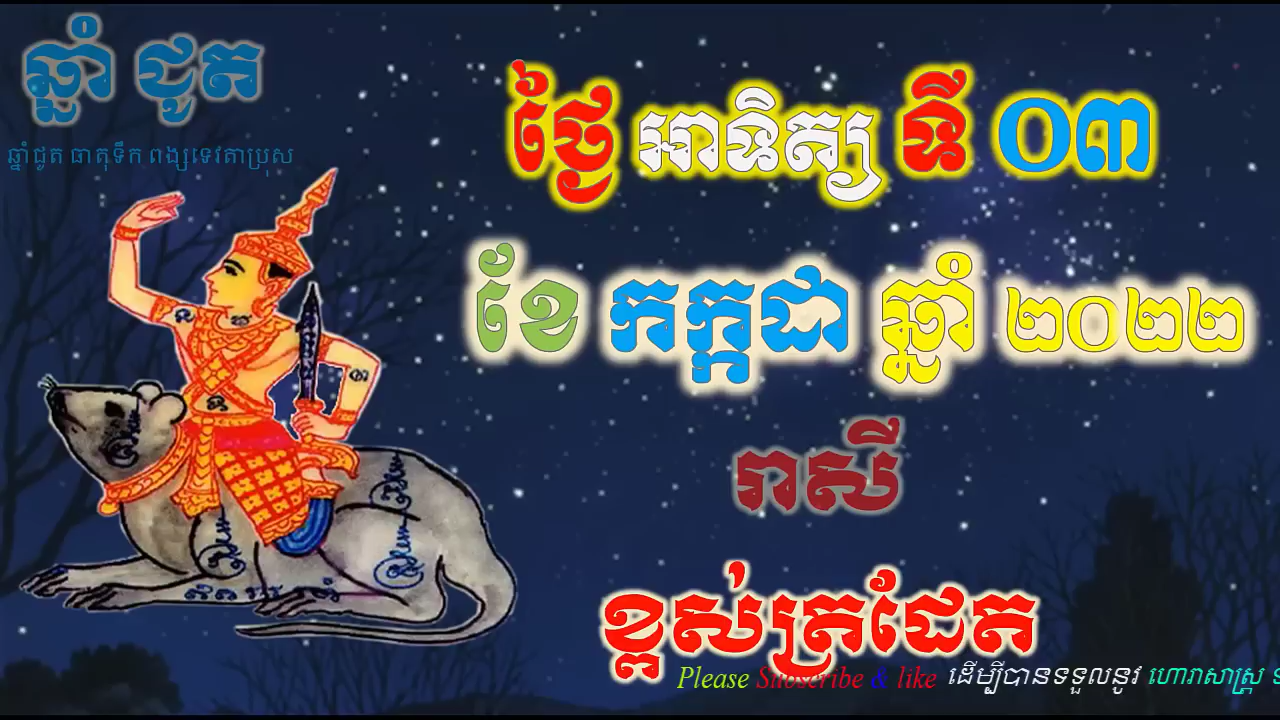 ឆ្នាំ ជូត
ឆ្នាំជូត ធាតុទឹក ពង្សទេវតាប្រុស
ថ្ងៃ អាទិត្យ ទី ០៣
ខែ កក្កដា ឆ្នាំ ២០២២
រាសី
ខ្ពស់ត្រដែត
Please Subscribe & like ដើម្បីបានទទួលនូវ ហោរាសាស្ត្រ